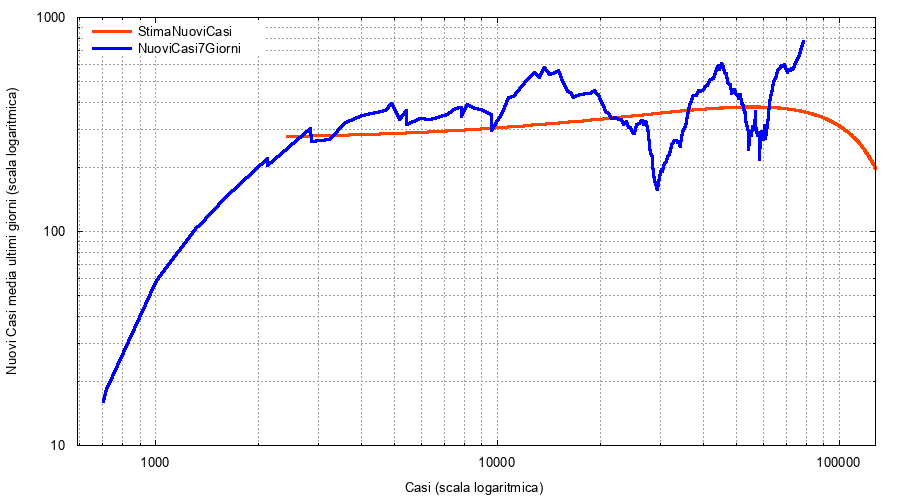 1000
StimaNuoviCasi
NuoviCasi7Giorni
100
10
Nuovi Casi media ultimi giorni (scala logaritmica)
1000 10000 100000
Casi (scala logaritmica)